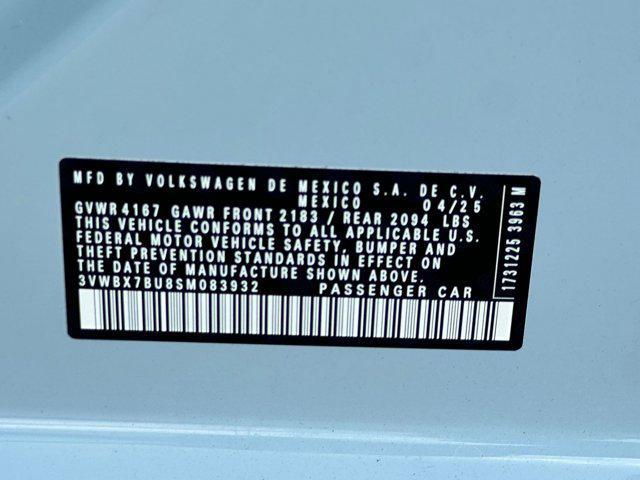 MFD BY VOLKSWAGEN DE MEXICO S.A. DE C.V.
MEXICO 04/25
GVWR 4167 GAWR FRONT 2183 / REAR 2094 LBS
THIS VEHICLE CONFORMS TO ALL APPLICABLE U.S.
FEDERAL MOTOR VEHICLE SAFETY, BUMPER AND
THEFT PREVENTION STANDARDS IN EFFECT ON
THE DATE OF MANUFACTURE SHOWN ABOVE.
3VWBX7BU8SM083932 PASSENGER CAR
1731225 3963 M